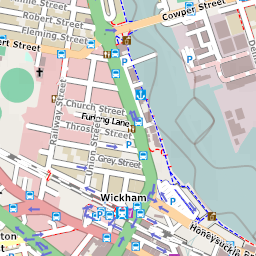 Robert Street
Cowper Street
Fleming Street
Street
Church Street
Furlong Lane
Throsby Street
Railway Street
Union Street
Grey Street
Wickham
Honeysuckle
ton
et